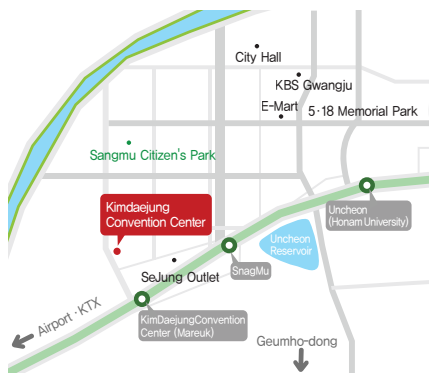 City Hall
KBS Gwangju
E-Mart
5·18 Memorial Park
Sangmu Citizen's Park
Kimdaejung
Convention Center
Uncheon
(Honam University)
Uncheon
Reservoir
SnagMu
SeJung Outlet
KimDaejungConvention
Center (Mareuk)
Airport·KTX
Geumho-dong